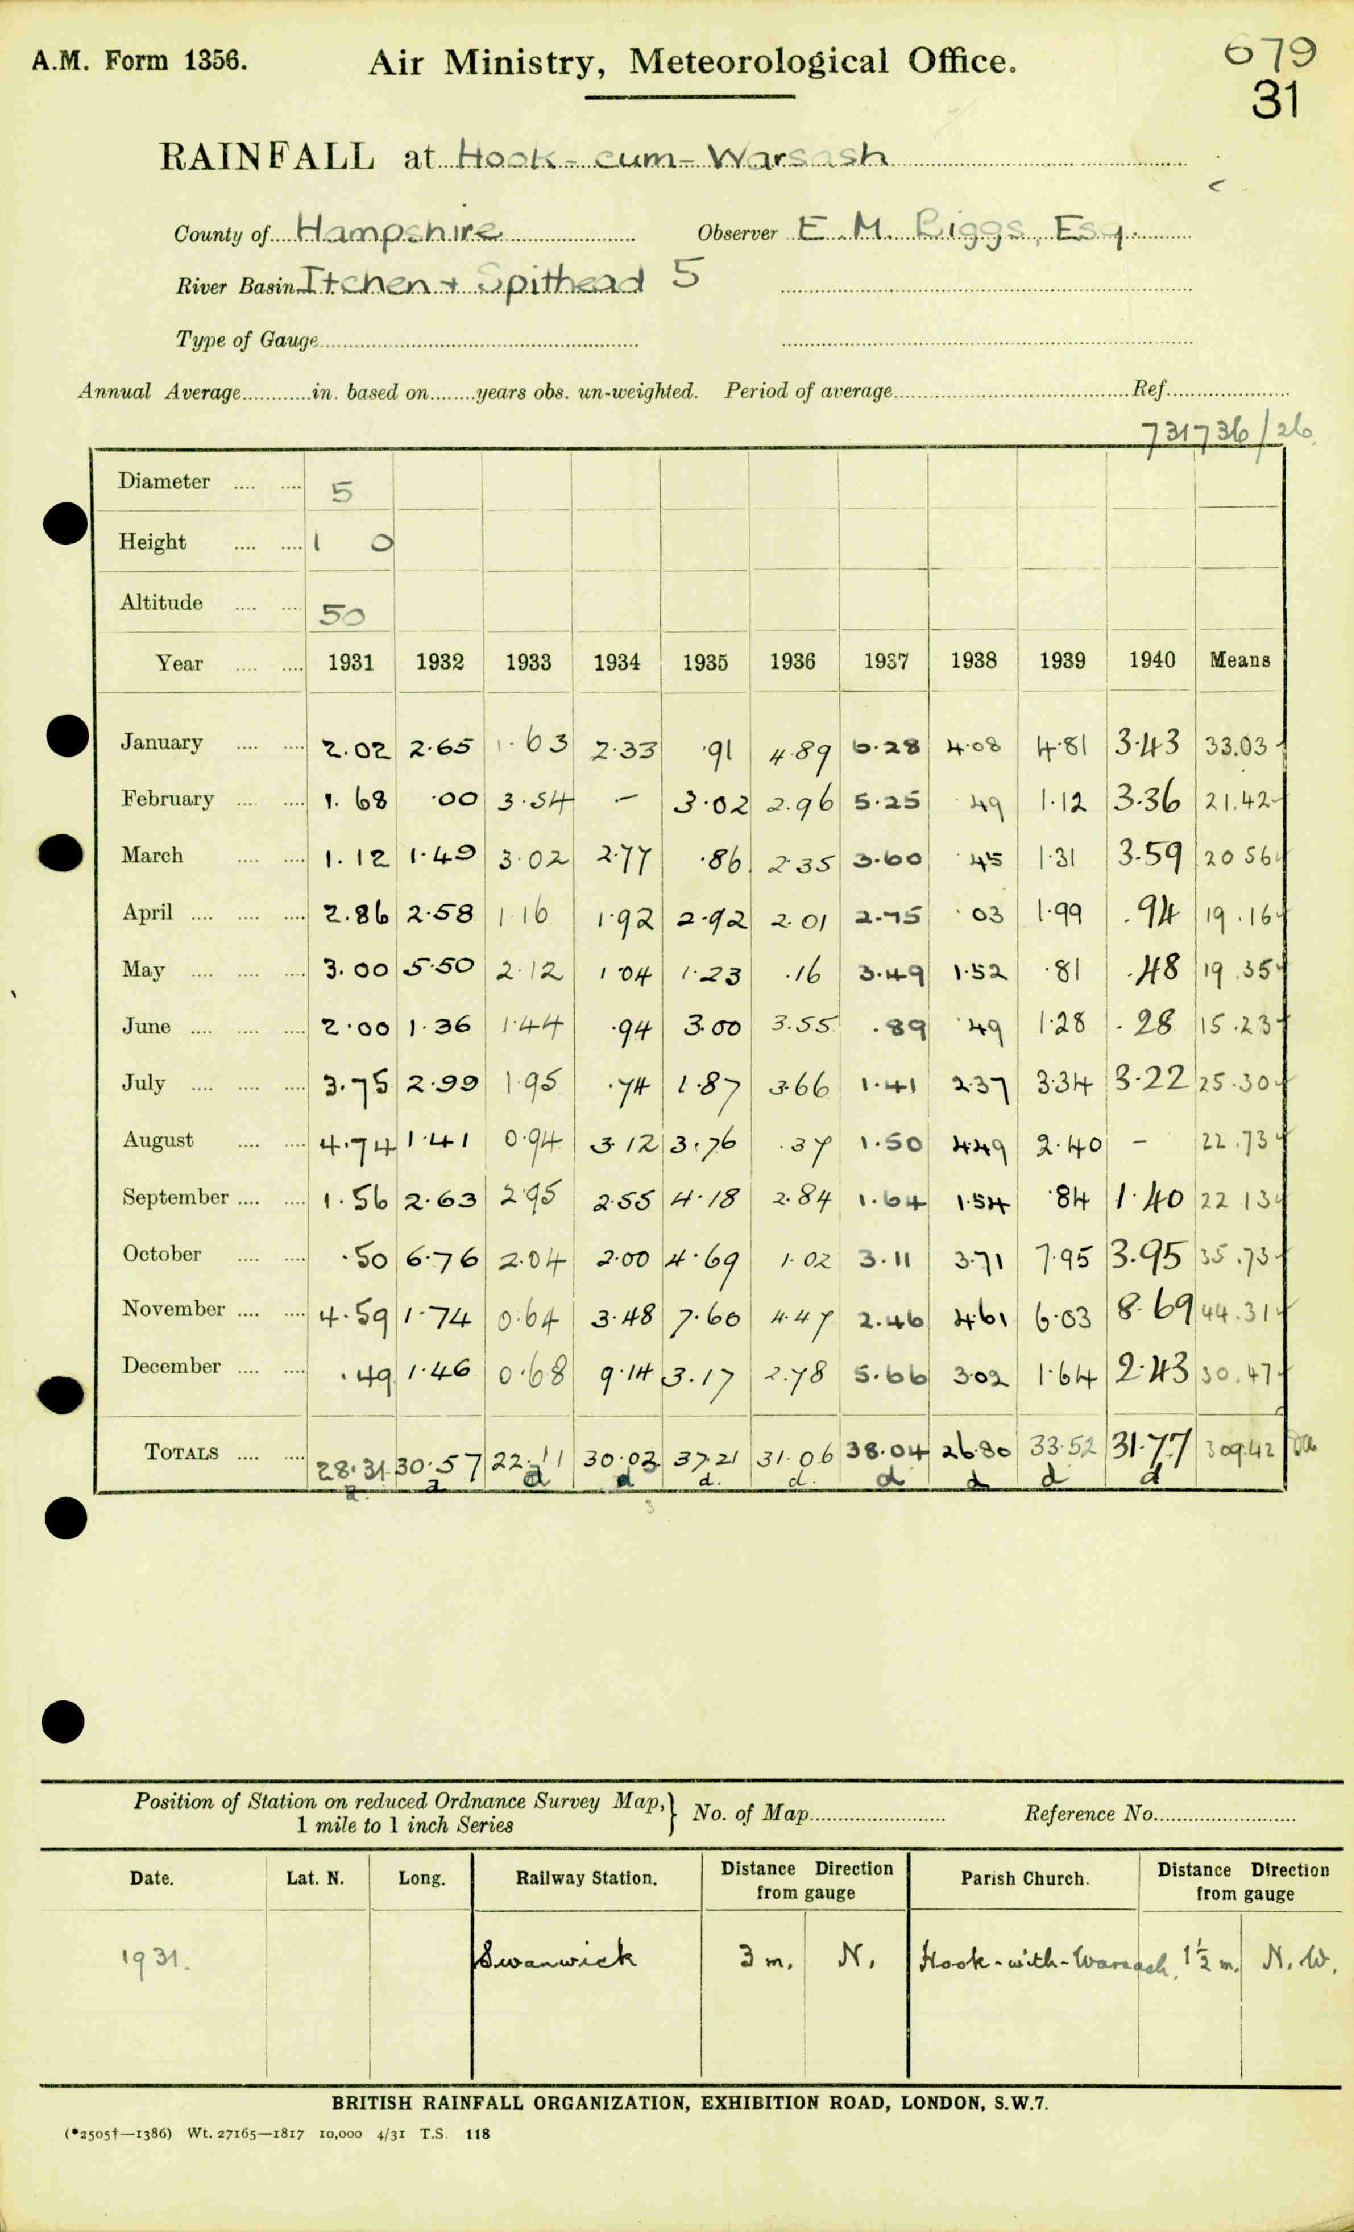 A.M. Form 1356.
Air Ministry, Meteorological Office.
679
31
RAINFALL at Hook-cum-Warsash
County of Hampshire Observer E. M. Biggs, Esq.
River Basin Itchen + Spithead 5
Type of Gauge
Annual Average in. based on years obs. un-weighted. Period of average Ref.
731736/26
Diameter 5
Height 1 0
Altitude 50
Year 1931 1932 1933 1934 1935 1936 1937 1938 1939 1940 Means
January 2.02 2.65 1.63 2.33 .91 4.89 6.28 4.08 4.81 3.43 33.03
February 1.68 .00 3.54 - 3.02 2.96 5.25 .49 1.12 3.36 21.42
March 1.12 1.49 3.02 2.77 .86 2.35 3.60 .45 1.31 3.59 20.56
April 2.86 2.58 1.16 1.92 2.92 2.01 2.75 .03 1.99 .94 19.16
May 3.00 5.50 2.12 1.04 1.23 .16 3.49 1.52 .81 .48 19.35
June 2.00 1.36 1.44 .94 3.00 3.55 .89 .49 1.28 .28 15.23
July 3.75 2.99 1.95 .74 1.87 3.66 1.41 2.37 3.34 3.22 25.30
August 4.74 1.41 0.94 3.12 3.76 .37 1.50 4.49 2.40 - 22.73
September 1.56 2.63 2.95 2.55 4.18 2.84 1.64 1.54 .84 1.40 22.13
October .50 6.76 2.04 2.00 4.69 1.02 3.11 3.71 7.95 3.95 35.73
November 4.59 1.74 0.64 3.48 7.60 4.47 2.46 4.61 6.03 8.69 44.31
December .49 1.46 0.68 9.14 3.17 2.78 5.66 3.02 1.64 2.43 30.47
TOTALS 28.31 30.57 22.11 30.03 37.21 31.06 38.04 26.80 33.52 31.77 309.42
a a d d d. d. d d d d
Position of Station on reduced Ordnance Survey Map, No. of Map Reference No.
1 mile to 1 inch Series
Date. Lat. N. Long. Railway Station. Distance Direction from gauge Parish Church. Distance Direction from gauge
1931. Swanwick 3 m. N. Hook-with-Warsash. 1½ m. N.W.
BRITISH RAINFALL ORGANIZATION, EXHIBITION ROAD, LONDON, S.W.7.
(*2505†—1386) Wt. 27165—1817 10,000 4/31 T.S. 118